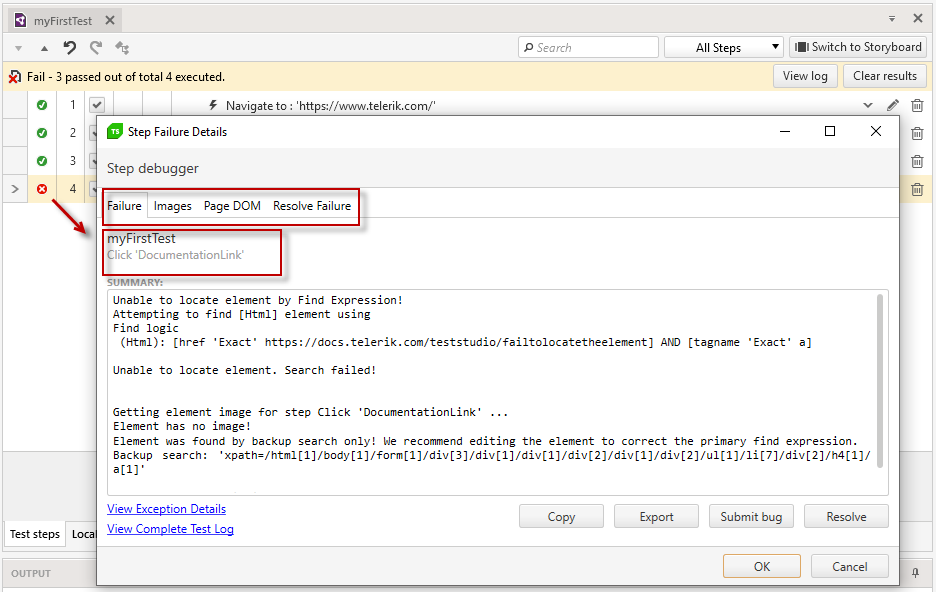 myFirstTest
Search
All Steps
Switch to Storyboard
Fail - 3 passed out of total 4 executed.
View log
Clear results
1
Navigate to : 'https://www.telerik.com/'
2
3
4
TS
Step Failure Details
Step debugger
Failure Images Page DOM Resolve Failure
myFirstTest
Click 'DocumentationLink'
SUMMARY:
Unable to locate element by Find Expression!
Attempting to find [Html] element using
Find logic
(Html): [href 'Exact' https://docs.telerik.com/teststudio/failtolocatetheelement] AND [tagname 'Exact' a]
Unable to locate element. Search failed!
Getting element image for step Click 'DocumentationLink' ...
Element has no image!
Element was found by backup search only! We recommend editing the element to correct the primary find expression.
Backup search: 'xpath=/html[1]/body[1]/form[1]/div[3]/div[1]/div[1]/div[2]/div[1]/div[2]/ul[1]/li[7]/div[2]/h4[1]/
a[1]'
View Exception Details
View Complete Test Log
Copy
Export
Submit bug
Resolve
Test steps
Local
OK
Cancel
OUTPUT